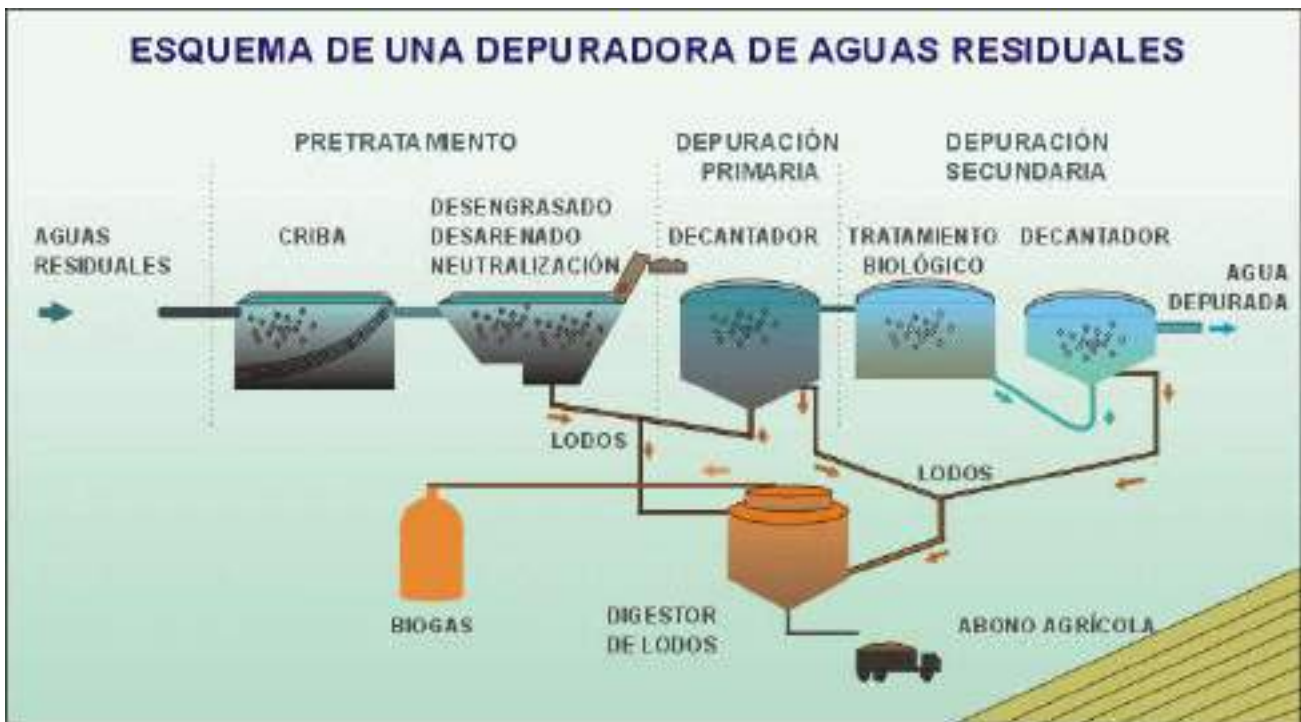 ESQUEMA DE UNA DEPURADORA DE AGUAS RESIDUALES
PRETRATAMIENTO
DEPURACIÓN
PRIMARIA
DEPURACIÓN
SECUNDARIA
AGUAS
RESIDUALES
CRIBA
DESENGRASADO
DESARENADO
NEUTRALIZACIÓN
DECANTADOR
TRATAMIENTO
BIOLÓGICO
DECANTADOR
AGUA
DEPURADA
LODOS
LODOS
BIOGAS
DIGESTOR
DE LODOS
ABONO AGRÍCOLA